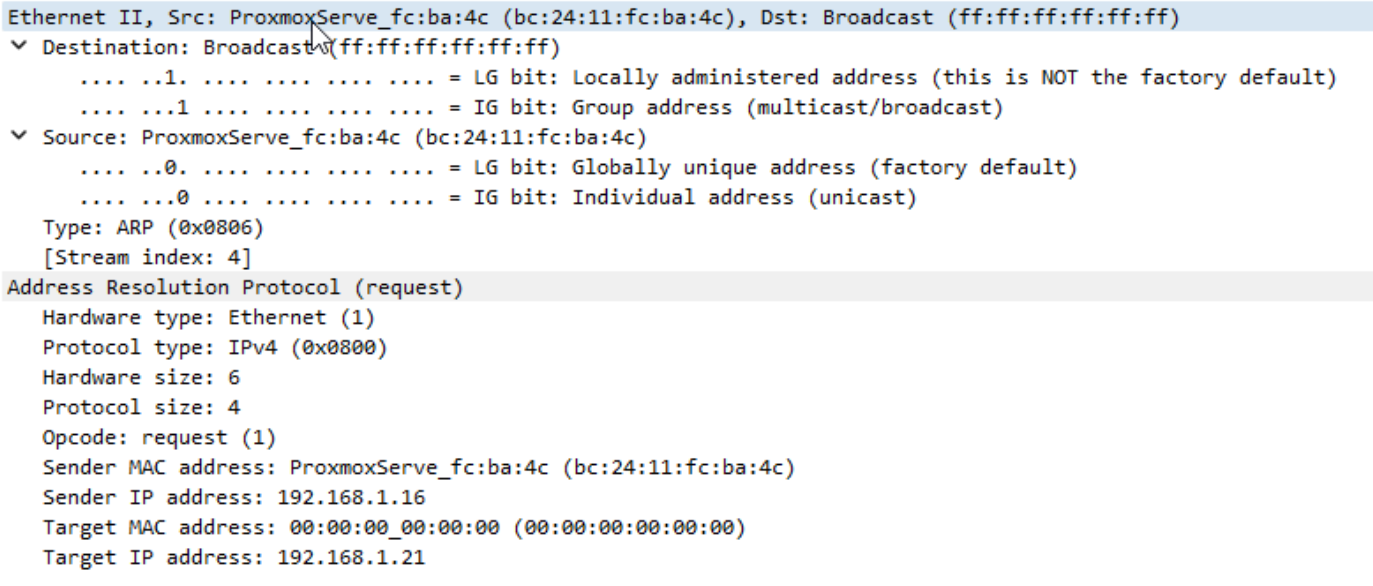 Ethernet II, Src: ProxmoxServe_fc:ba:4c (bc:24:11:fc:ba:4c), Dst: Broadcast (ff:ff:ff:ff:ff:ff)
Destination: Broadcast (ff:ff:ff:ff:ff:ff)
.... ..1. .... .... .... .... = LG bit: Locally administered address (this is NOT the factory default)
.... ...1 .... .... .... .... = IG bit: Group address (multicast/broadcast)
Source: ProxmoxServe_fc:ba:4c (bc:24:11:fc:ba:4c)
.... ..0. .... .... .... .... = LG bit: Globally unique address (factory default)
.... ...0 .... .... .... .... = IG bit: Individual address (unicast)
Type: ARP (0x0806)
[Stream index: 4]
Address Resolution Protocol (request)
Hardware type: Ethernet (1)
Protocol type: IPv4 (0x0800)
Hardware size: 6
Protocol size: 4
Opcode: request (1)
Sender MAC address: ProxmoxServe_fc:ba:4c (bc:24:11:fc:ba:4c)
Sender IP address: 192.168.1.16
Target MAC address: 00:00:00_00:00:00 (00:00:00:00:00:00)
Target IP address: 192.168.1.21